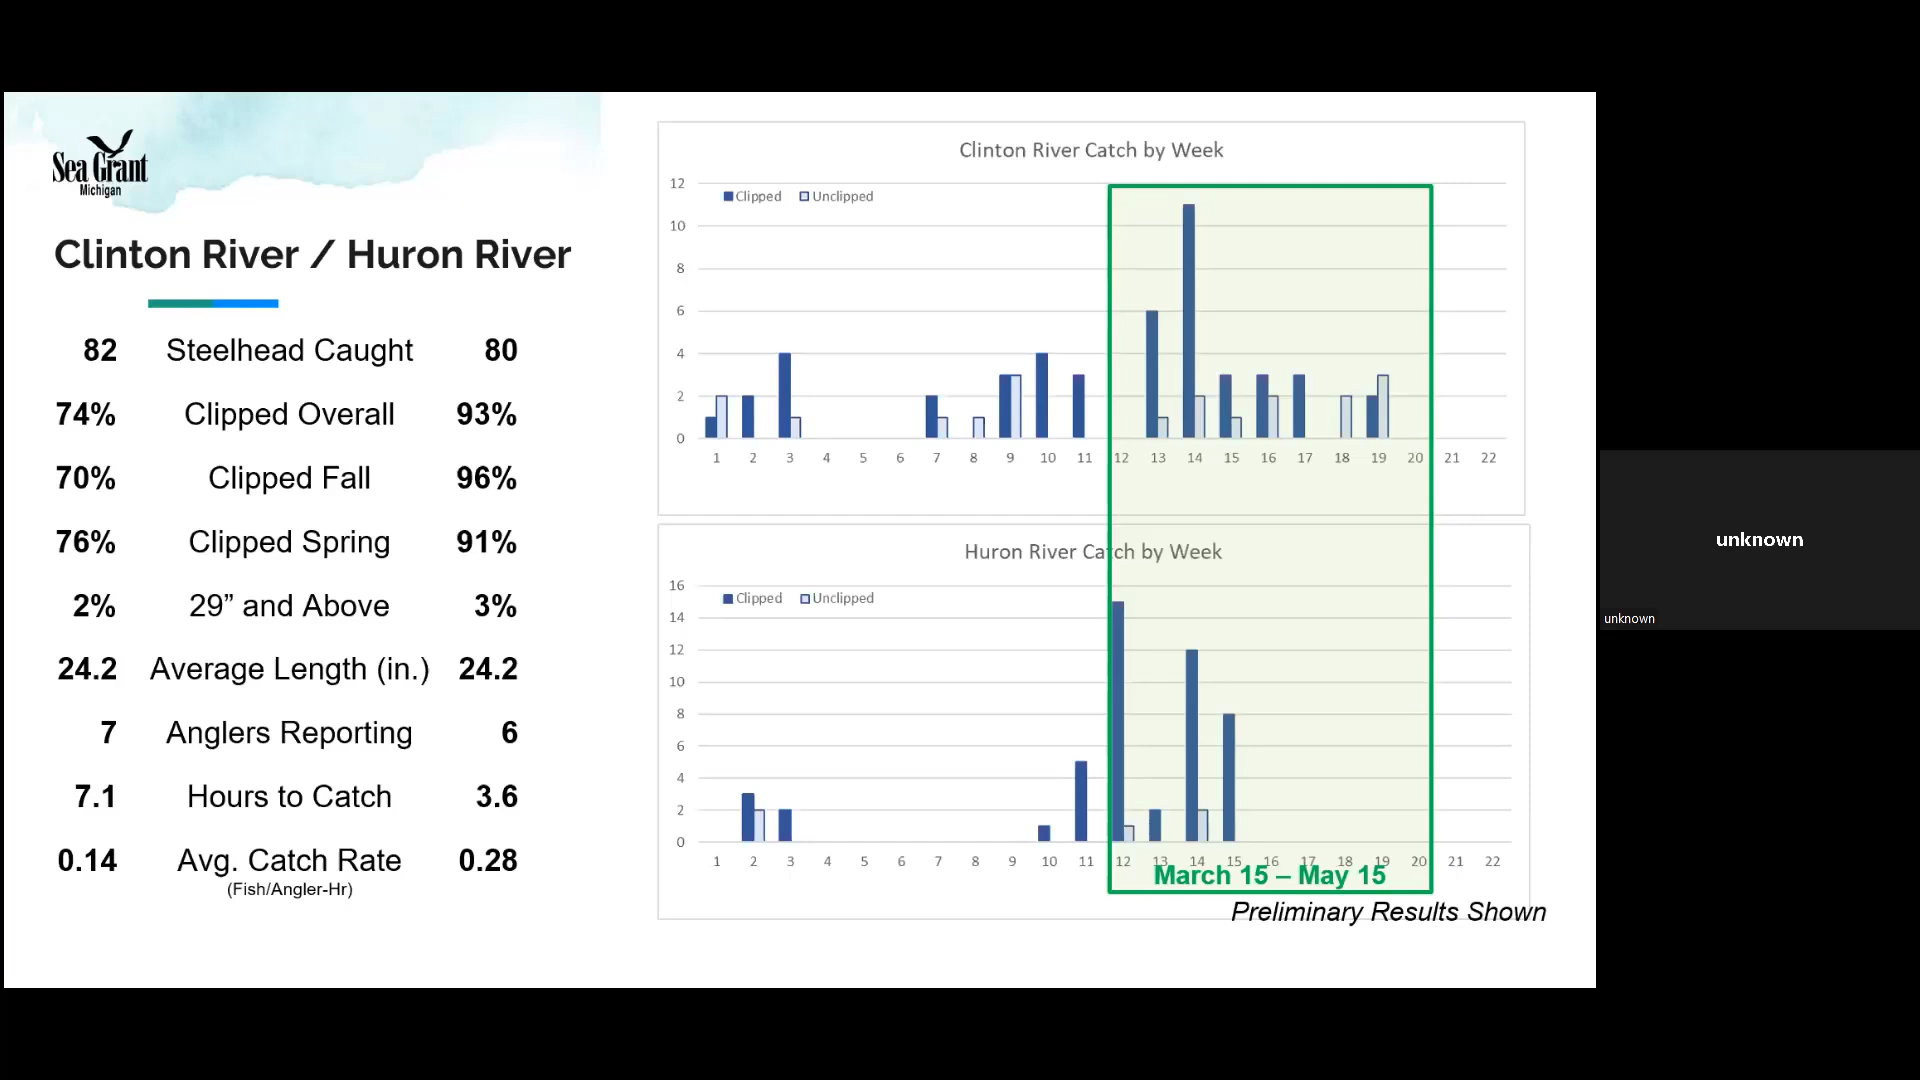 Sea Grant
Michigan
Clinton River / Huron River
82 Steelhead Caught 80
74% Clipped Overall 93%
70% Clipped Fall 96%
76% Clipped Spring 91%
2% 29” and Above 3%
24.2 Average Length (in.) 24.2
7 Anglers Reporting 6
7.1 Hours to Catch 3.6
0.14 Avg. Catch Rate 0.28
(Fish/Angler-Hr)
Clinton River Catch by Week
Clipped Unclipped
12
10
8
6
4
2
0
1 2 3 4 5 6 7 8 9 10 11 12 13 14 15 16 17 18 19 20 21 22
Huron River Catch by Week
Clipped Unclipped
16
14
12
10
8
6
4
2
0
1 2 3 4 5 6 7 8 9 10 11 12 13 14 15 16 17 18 19 20 21 22
March 15 – May 15
Preliminary Results Shown
unknown
unknown